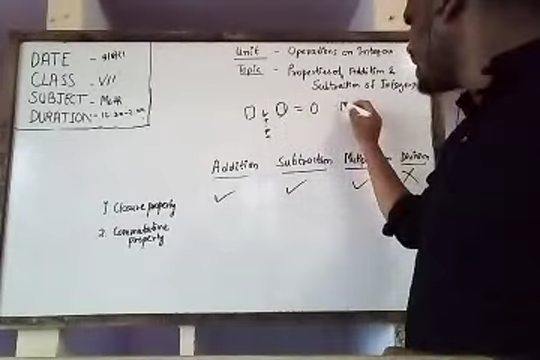 DATE -
CLASS - VII
SUBJECT - Math
DURATION -
Unit - Operations on Integers
Topic - Properties of Addition &
Subtraction of Integers
Addition Subtraction Division
✓ ✓ ✓ X
1 Closure property
2. Commutative
property